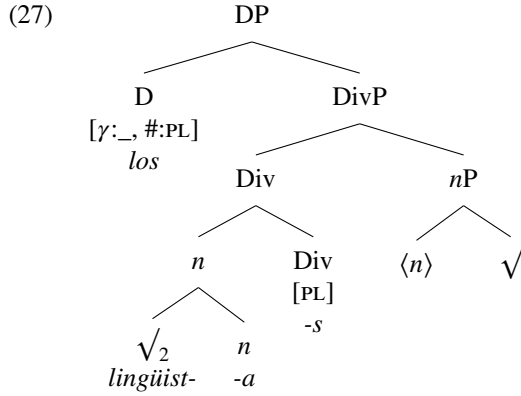 (27) DP
D DivP
[γ:_, #:PL]
los
Div nP
n Div ⟨n⟩ √
[PL]
-s
√2 n
lingüist- -a